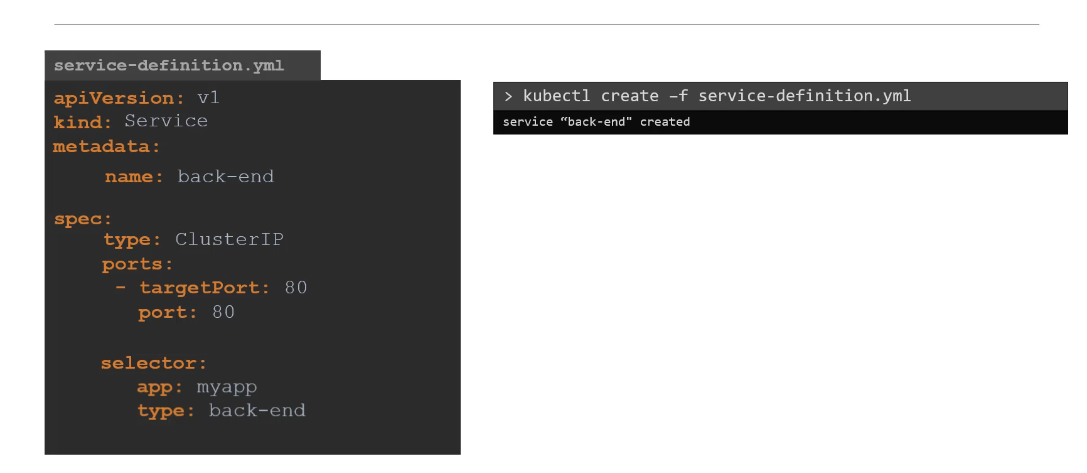 service-definition.yml
apiVersion: v1
kind: Service
metadata:
name: back-end
spec:
type: ClusterIP
ports:
- targetPort: 80
port: 80
selector:
app: myapp
type: back-end
> kubectl create –f service-definition.yml
service “back-end" created